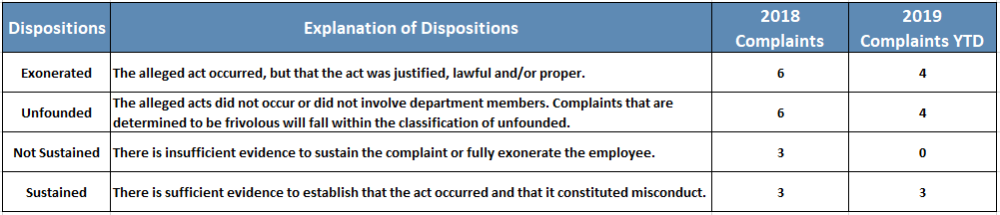 Dispositions Explanation of Dispositions 2018 Complaints 2019 Complaints YTD
Exonerated The alleged act occurred, but that the act was justified, lawful and/or proper. 6 4
Unfounded The alleged acts did not occur or did not involve department members. Complaints that are
determined to be frivolous will fall within the classification of unfounded. 6 4
Not Sustained There is insufficient evidence to sustain the complaint or fully exonerate the employee. 3 0
Sustained There is sufficient evidence to establish that the act occurred and that it constituted misconduct. 3 3